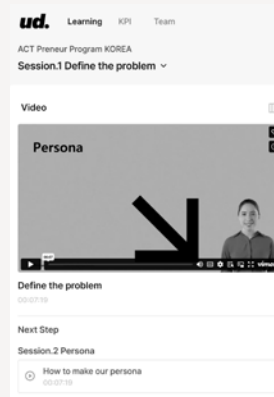 ud. Learning KPI Team
ACT Preneur Program KOREA
Session.1 Define the problem
Video
Persona
vimeo
Define the problem
00:07:19
Next Step
Session.2 Persona
How to make our persona
00:07:19